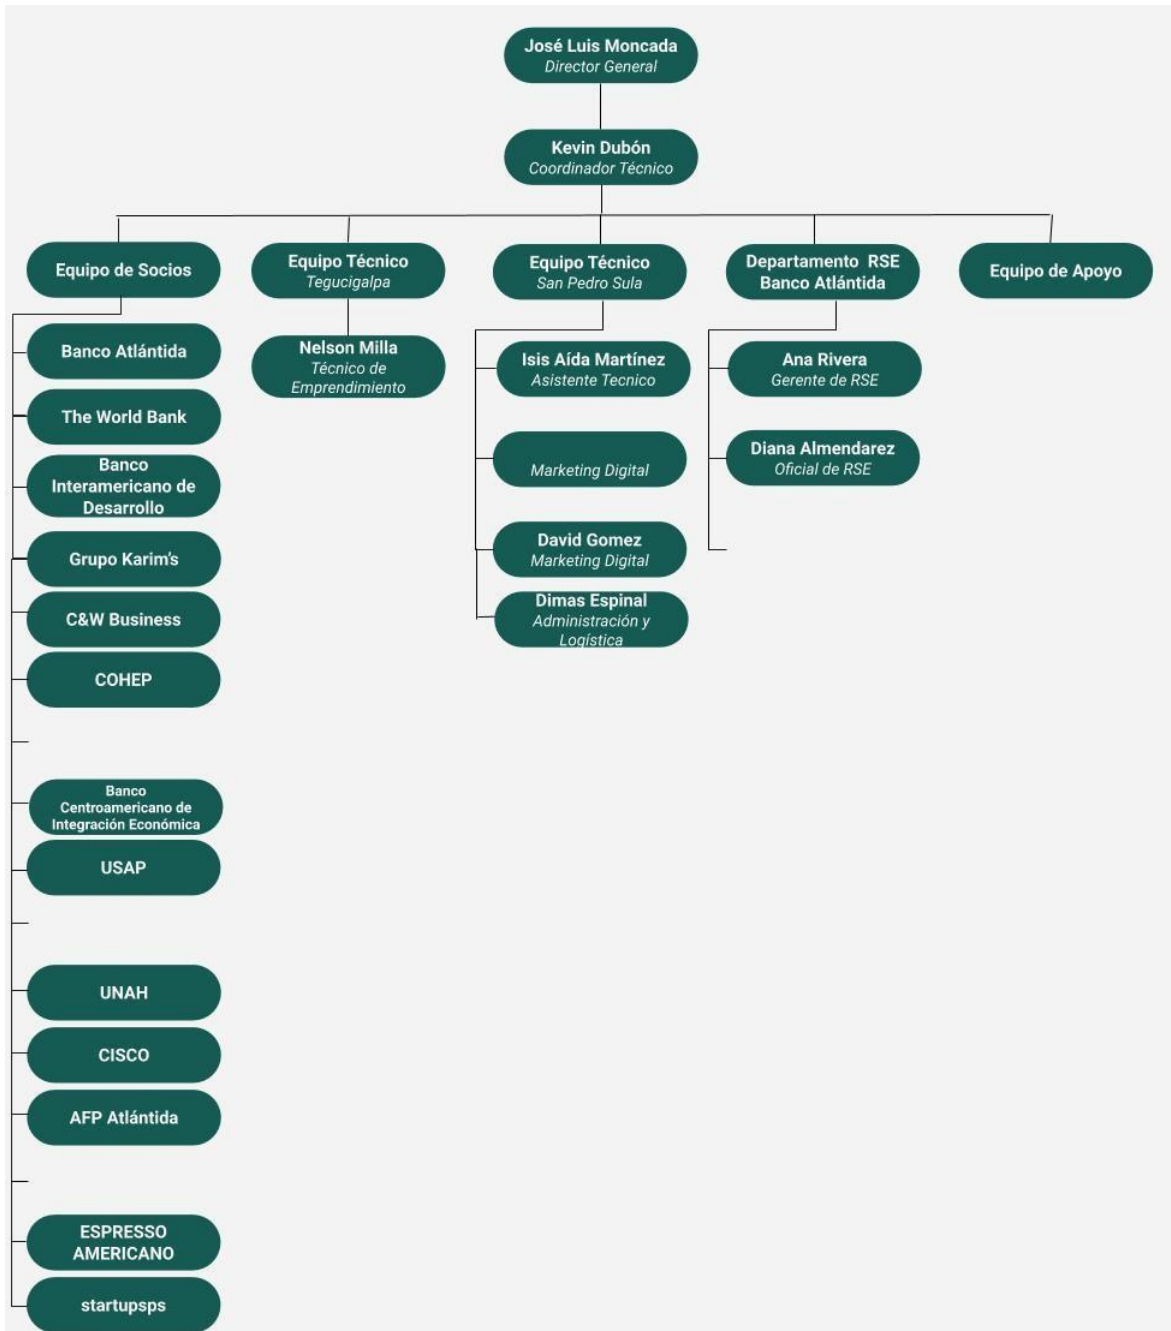 José Luis Moncada
Director General
Kevin Dubón
Coordinador Técnico
Equipo de Socios
Equipo Técnico
Tegucigalpa
Equipo Técnico
San Pedro Sula
Departamento RSE
Banco Atlántida
Equipo de Apoyo
Banco Atlántida
The World Bank
Banco
Interamericano de
Desarrollo
Grupo Karim's
C&W Business
COHEP
Banco
Centroamericano de
Integración Económica
USAP
UNAH
CISCO
AFP Atlántida
ESPRESSO
AMERICANO
startupsps
Nelson Milla
Técnico de
Emprendimiento
Isis Aída Martínez
Asistente Tecnico
Marketing Digital
David Gomez
Marketing Digital
Dimas Espinal
Administración y
Logística
Ana Rivera
Gerente de RSE
Diana Almendarez
Oficial de RSE